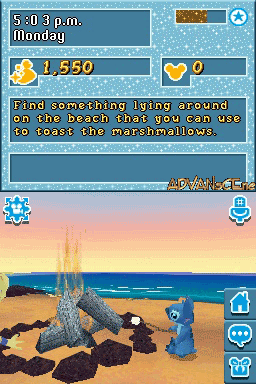 5:03 p.m.
Monday
1,550
0
Find something lying around
on the beach that you can use
to toast the marshmallows.
ADVANsCEne